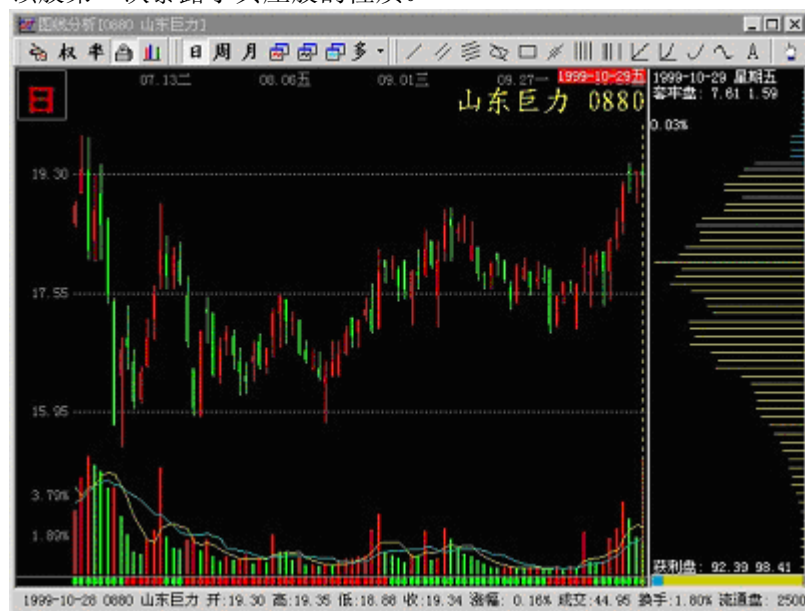 图线分析[0880 山东巨力]
权 半 日 周 月 多 A
日
07.13二 08.06五 09.01三 09.27一 1999-10-29五
山东巨力 0880
1999-10-29 星期五
套牢盘: 7.61 1.59
0.03%
19.30
17.55
15.95
3.79%
1.89%
获利盘: 92.39 98.41
1999-10-28 0880 山东巨力 开:19.30 高:19.35 低:18.88 收:19.34 涨幅: 0.16% 成交:44.95 换手:1.80% 流通盘: 2500